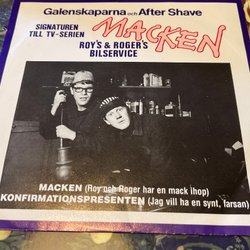 Galenskaparna och After Shave
SIGNATUREN
TILL TV-SERIEN
MACKEN
ROY'S & ROGER'S
BILSERVICE
MACKEN (Roy och Roger har en mack ihop)
KONFIRMATIONSPRESENTEN (Jag vill ha en synt, farsan)